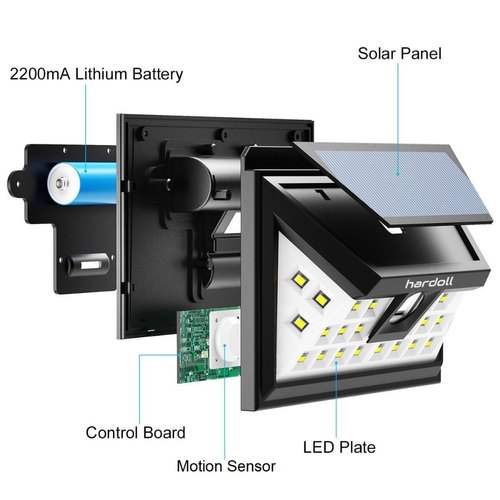 Solar Panel
2200mA Lithium Battery
hardoll
Control Board
LED Plate
Motion Sensor